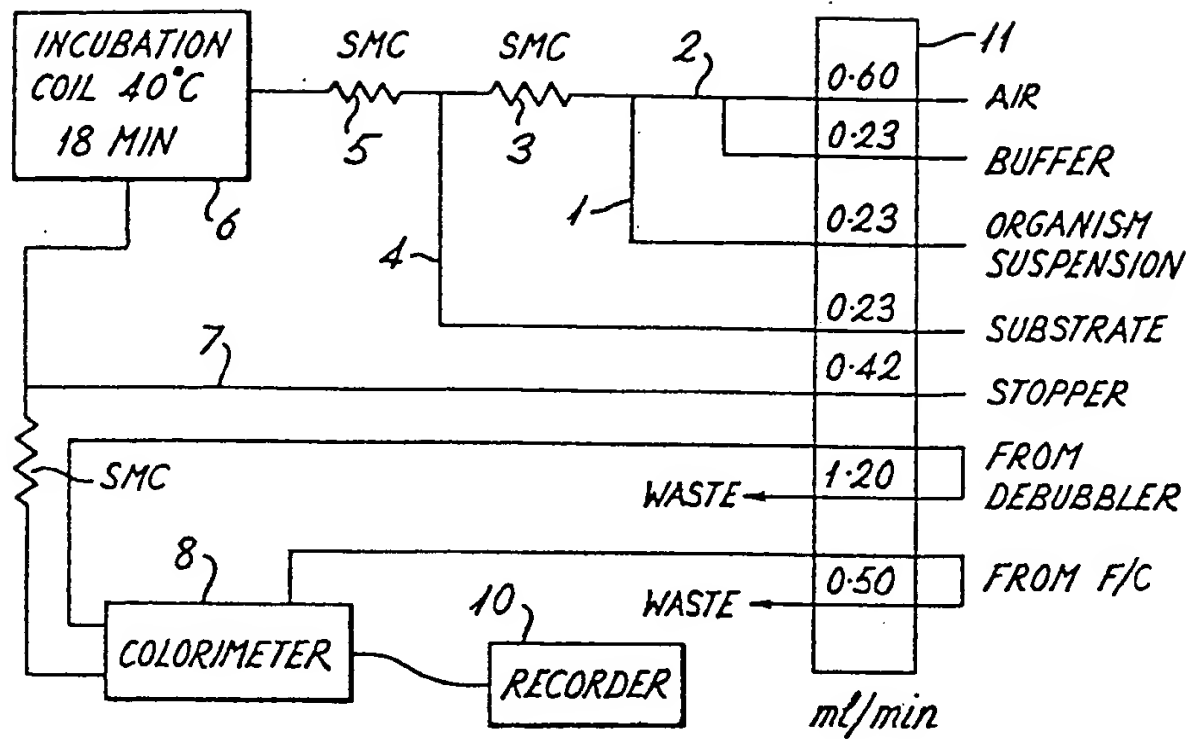 INCUBATION
COIL 40°C
18 MIN
SMC
SMC
5
3
2
1
4
6
7
11
0·60
AIR
0·23
BUFFER
0·23
ORGANISM
SUSPENSION
0·23
SUBSTRATE
0·42
STOPPER
SMC
FROM
DEBUBBLER
1·20
WASTE
FROM F/C
0·50
WASTE
8
COLORIMETER
10
RECORDER
ml/min